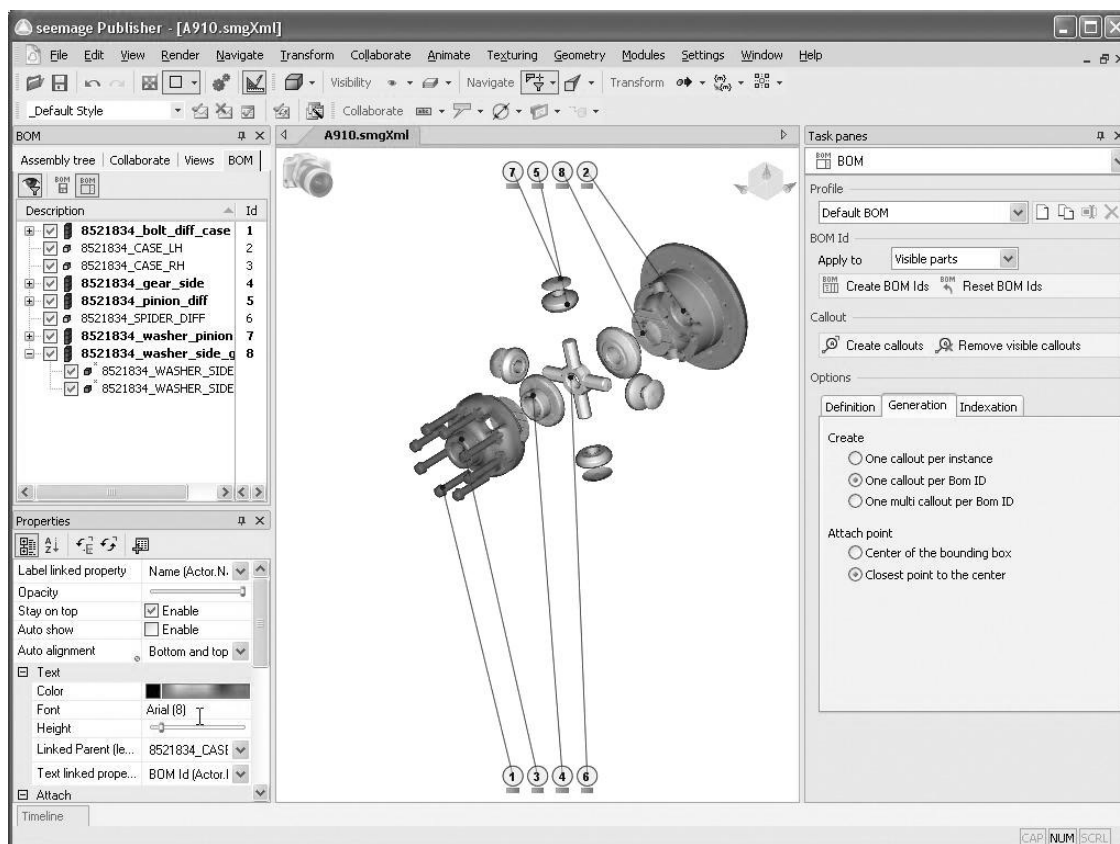 seemage Publisher - [A910.smgXml]
File Edit View Render Navigate Transform Collaborate Animate Texturing Geometry Modules Settings Window Help
Visibility Navigate Transform
_Default Style Collaborate
BOM
Assembly tree Collaborate Views BOM
BOM BOM
Description Id
8521834_bolt_diff_case 1
8521834_CASE_LH 2
8521834_CASE_RH 3
8521834_gear_side 4
8521834_pinion_diff 5
8521834_SPIDER_DIFF 6
8521834_washer_pinion 7
8521834_washer_side_g 8
8521834_WASHER_SIDE
8521834_WASHER_SIDE
Properties
Label linked property Name (Actor.N.
Opacity
Stay on top Enable
Auto show Enable
Auto alignment Bottom and top
Text
Color
Font Arial (8)
Height
Linked Parent (le... 8521834_CASE
Text linked prope... BOM Id (Actor.I
Attach
Timeline
A910.smgXml
7 5 8 2
1 3 4 6
Task panes
BOM BOM
Profile
Default BOM
BOM Id
Apply to Visible parts
BOM Create BOM Ids BOM Reset BOM Ids
Callout
Create callouts Remove visible callouts
Options
Definition Generation Indexation
Create
One callout per instance
One callout per Bom ID
One multi callout per Bom ID
Attach point
Center of the bounding box
Closest point to the center
CAP NUM SCRL